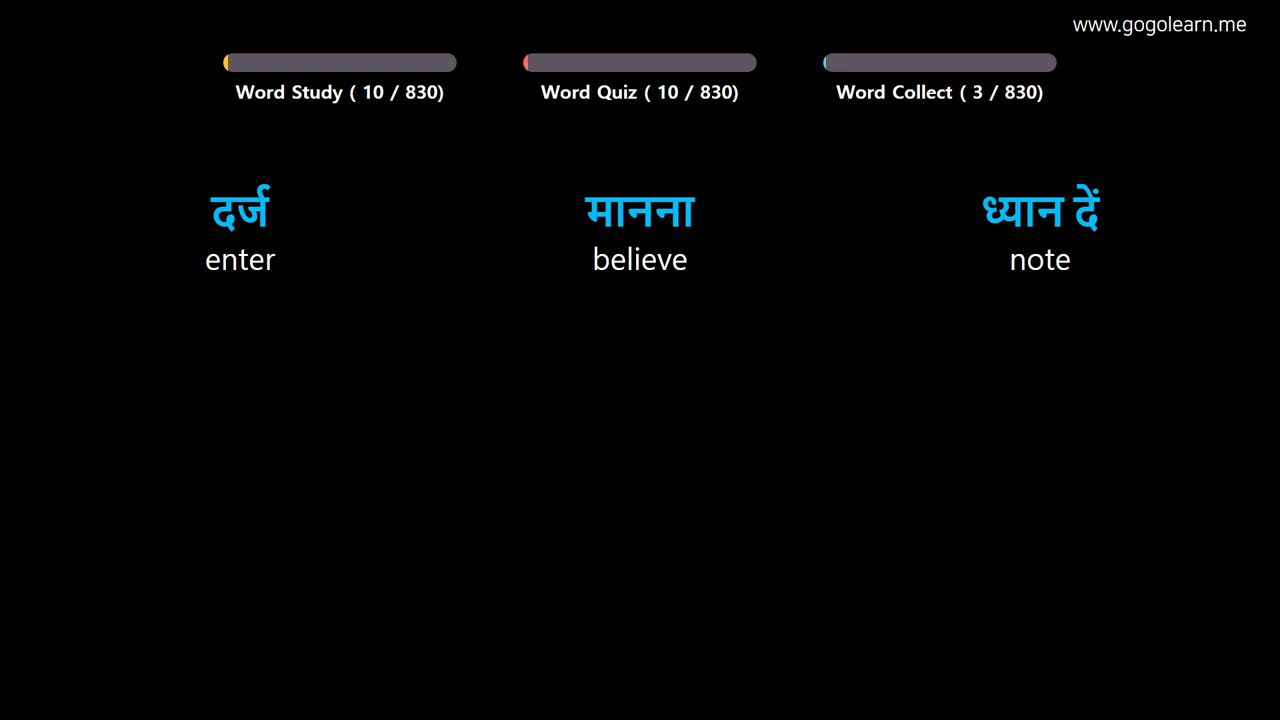 www.gogolearn.me
Word Study ( 10 / 830)
Word Quiz ( 10 / 830)
Word Collect ( 3 / 830)
दर्ज
enter
मानना
believe
ध्यान दें
note